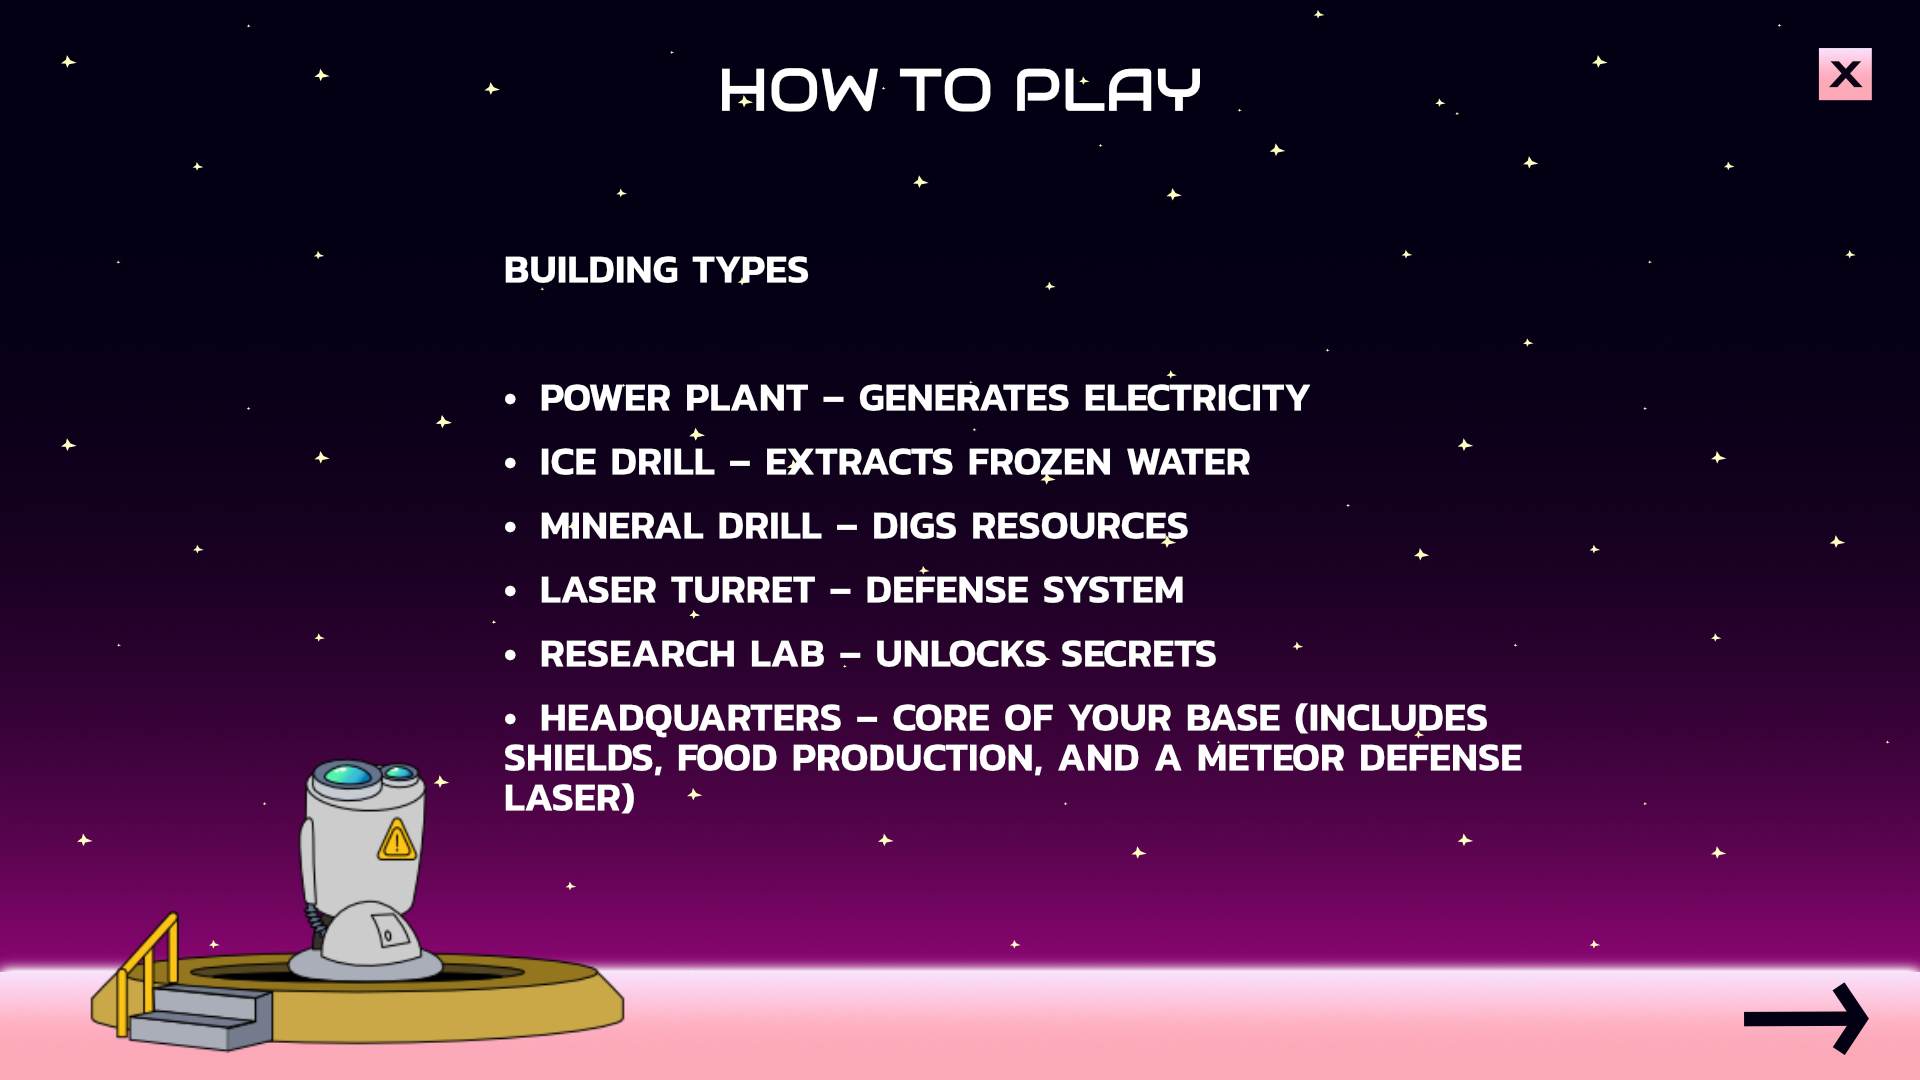 HOW TO PLAY
X
BUILDING TYPES
• POWER PLANT – GENERATES ELECTRICITY
• ICE DRILL – EXTRACTS FROZEN WATER
• MINERAL DRILL – DIGS RESOURCES
• LASER TURRET – DEFENSE SYSTEM
• RESEARCH LAB – UNLOCKS SECRETS
• HEADQUARTERS – CORE OF YOUR BASE (INCLUDES
SHIELDS, FOOD PRODUCTION, AND A METEOR DEFENSE
LASER)